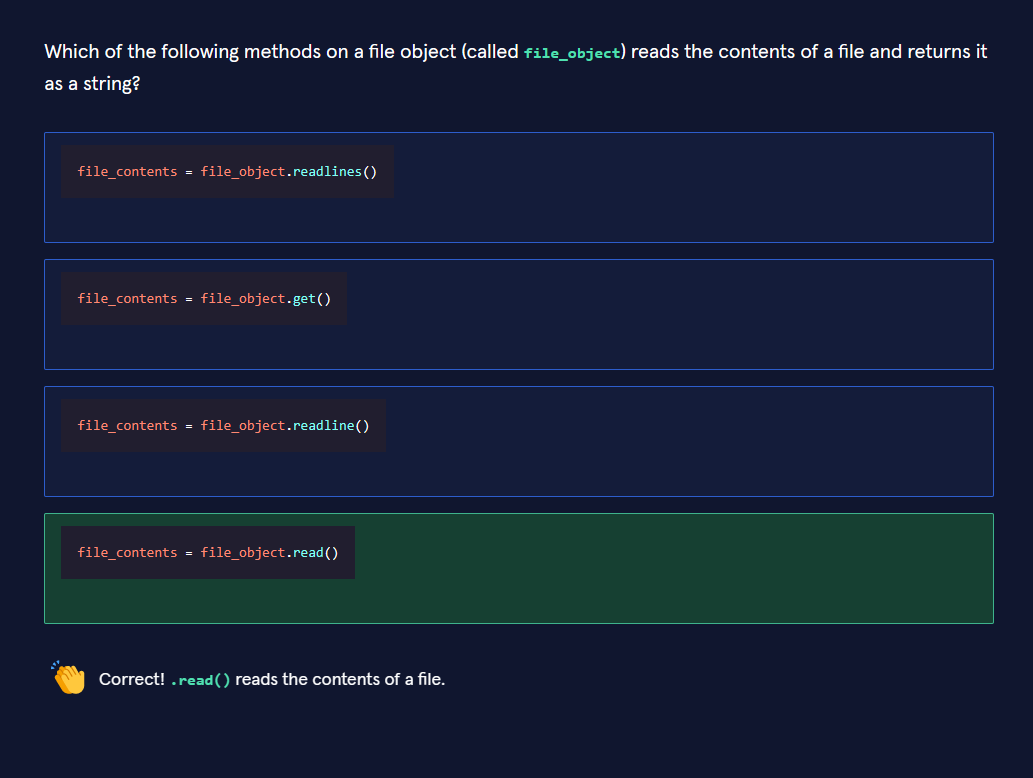 Which of the following methods on a file object (called file_object) reads the contents of a file and returns it
as a string?
file_contents = file_object.readlines()
file_contents = file_object.get()
file_contents = file_object.readline()
file_contents = file_object.read()
Correct! .read() reads the contents of a file.